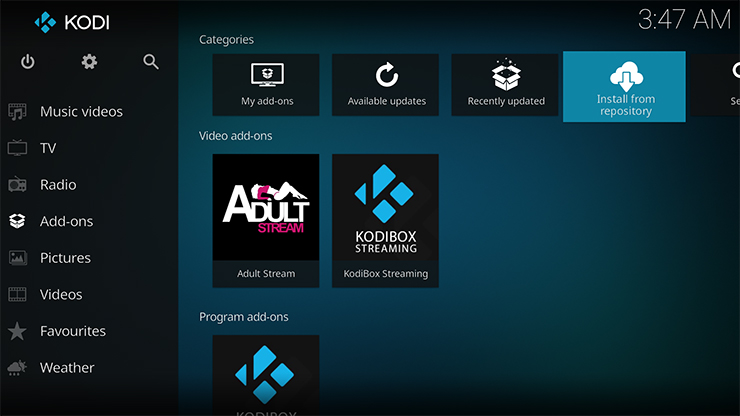 KODI
3:47 AM
Categories
My add-ons
Available updates
Recently updated
Install from
repository
Se
Music videos
TV
Radio
Add-ons
Pictures
Videos
Favourites
Weather
Video add-ons
ADULT
STREAM
KODIBOX
STREAMING
Adult Stream
KodiBox Streaming
Program add-ons
KODIBOX